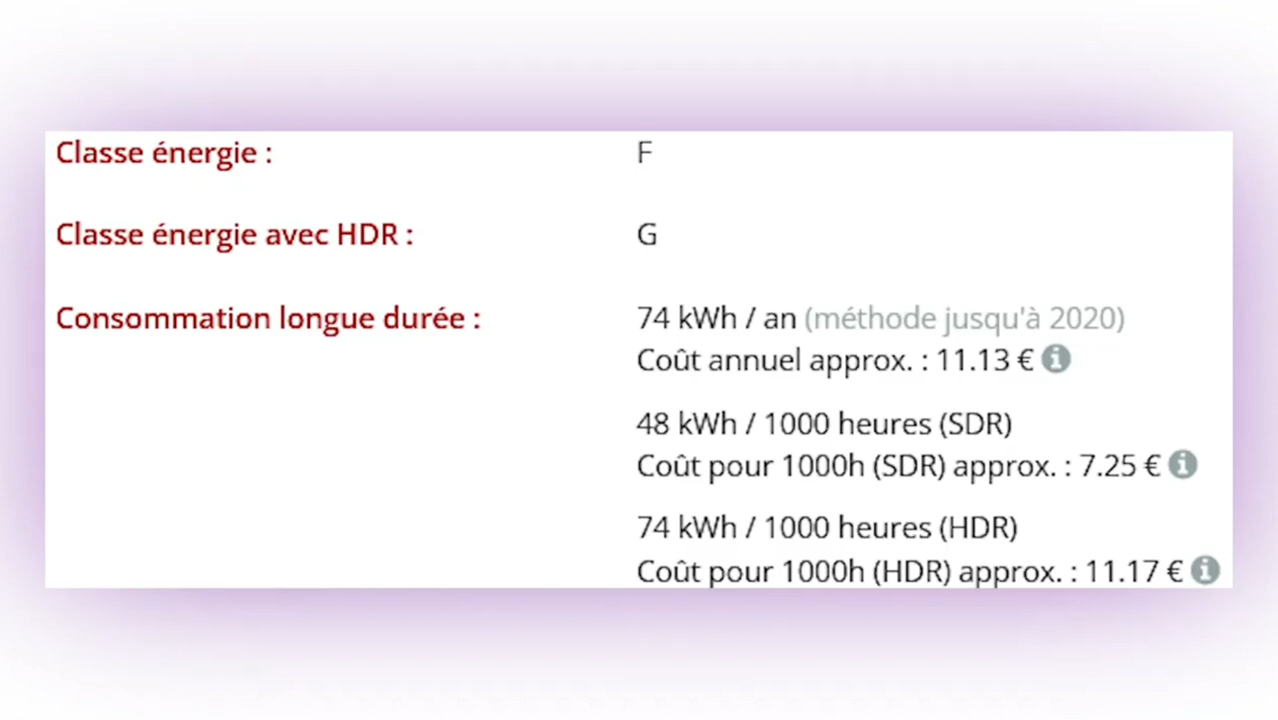 Classe énergie : F
Classe énergie avec HDR : G
Consommation longue durée : 74 kWh / an (méthode jusqu'à 2020)
Coût annuel approx. : 11.13 €
48 kWh / 1000 heures (SDR)
Coût pour 1000h (SDR) approx. : 7.25 €
74 kWh / 1000 heures (HDR)
Coût pour 1000h (HDR) approx. : 11.17 €